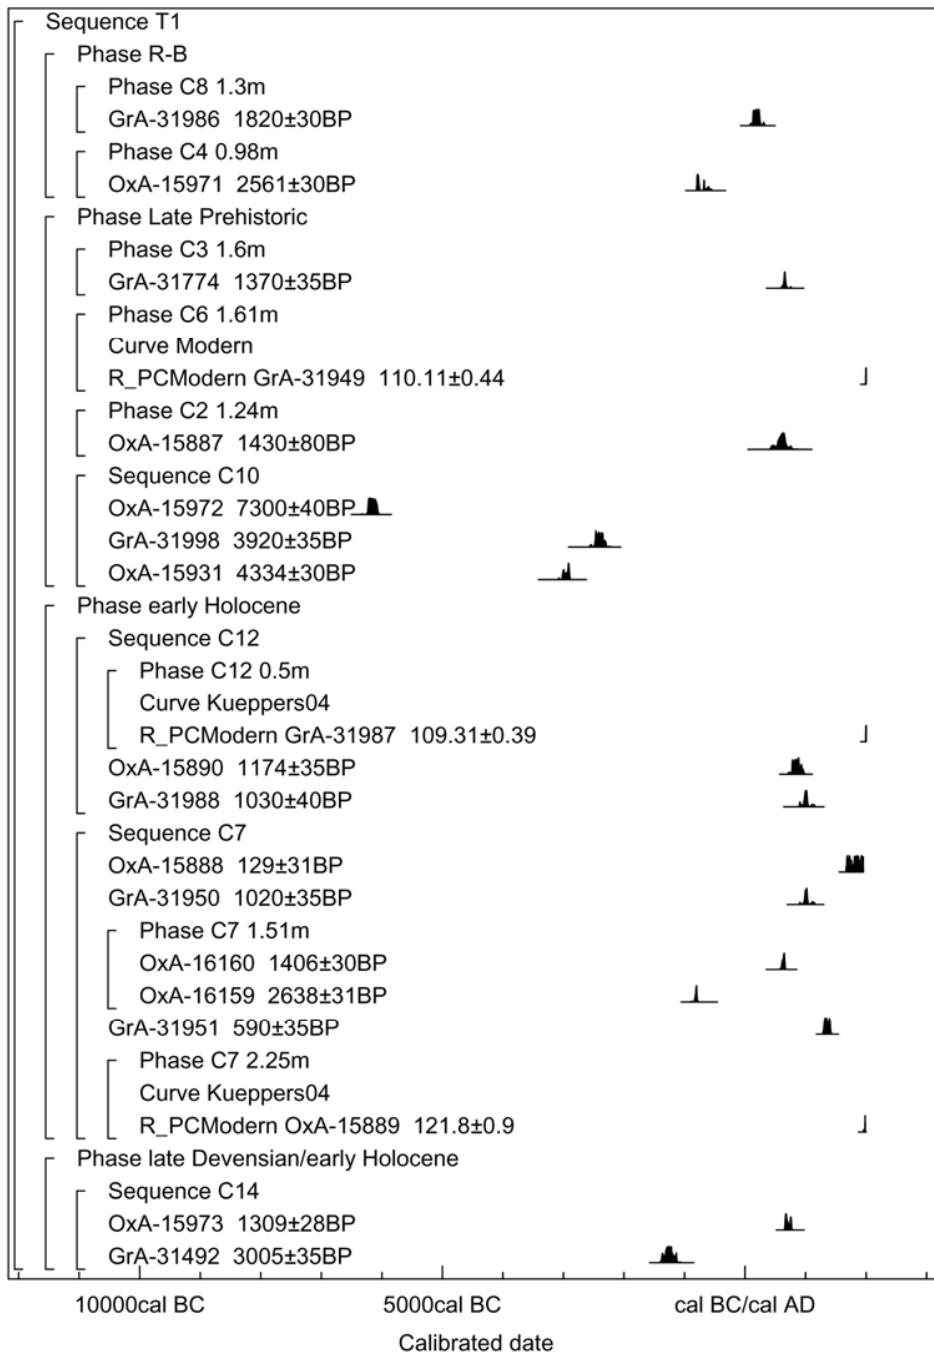 Sequence T1
Phase R-B
Phase C8 1.3m
GrA-31986  1820±30BP
Phase C4 0.98m
OxA-15971  2561±30BP
Phase Late Prehistoric
Phase C3 1.6m
GrA-31774  1370±35BP
Phase C6 1.61m
Curve Modern
R_PCModern GrA-31949  110.11±0.44
Phase C2 1.24m
OxA-15887  1430±80BP
Sequence C10
OxA-15972  7300±40BP
GrA-31998  3920±35BP
OxA-15931  4334±30BP
Phase early Holocene
Sequence C12
Phase C12 0.5m
Curve Kueppers04
R_PCModern GrA-31987  109.31±0.39
OxA-15890  1174±35BP
GrA-31988  1030±40BP
Sequence C7
OxA-15888  129±31BP
GrA-31950  1020±35BP
Phase C7 1.51m
OxA-16160  1406±30BP
OxA-16159  2638±31BP
GrA-31951  590±35BP
Phase C7 2.25m
Curve Kueppers04
R_PCModern OxA-15889  121.8±0.9
Phase late Devensian/early Holocene
Sequence C14
OxA-15973  1309±28BP
GrA-31492  3005±35BP
10000cal BC 5000cal BC cal BC/cal AD
Calibrated date